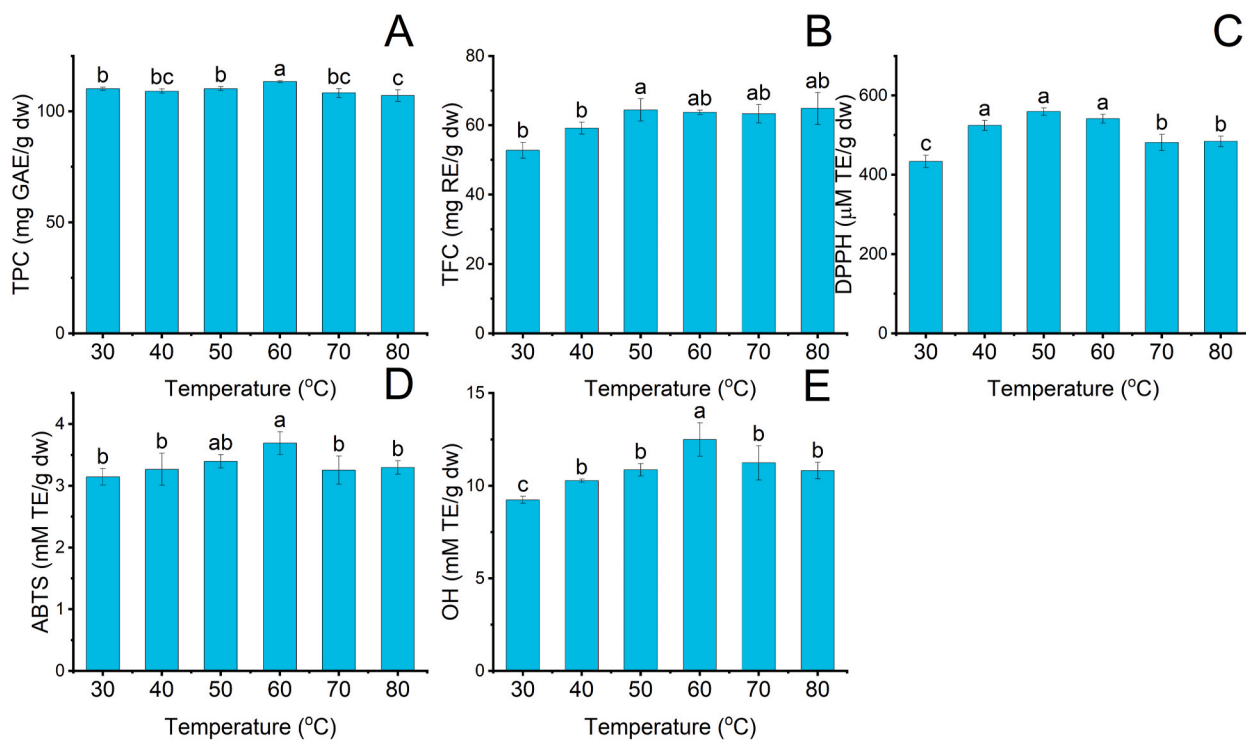 A
TPC (mg GAE/g dw)
100
50
0
b bc b a bc c
30 40 50 60 70 80
Temperature (°C)
B
TFC (mg RE/g dw)
80
60
40
20
0
b b a ab ab ab
30 40 50 60 70 80
Temperature (°C)
C
DPPH (μM TE/g dw)
600
400
200
0
c a a a b b
30 40 50 60 70 80
Temperature (°C)
D
ABTS (mM TE/g dw)
4
3
2
1
0
b b ab a b b
30 40 50 60 70 80
Temperature (°C)
E
OH (mM TE/g dw)
15
10
5
0
c b b a b b
30 40 50 60 70 80
Temperature (°C)